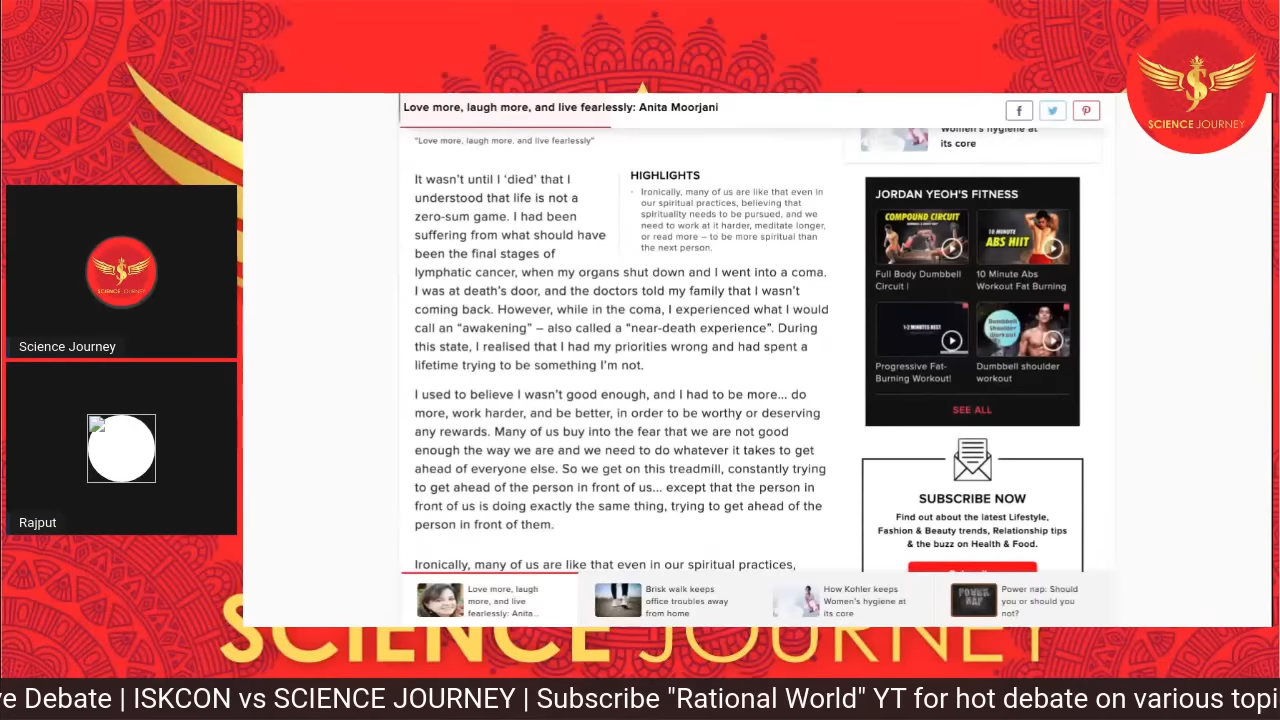 SCIENCE JOURNEY
Love more, laugh more, and live fearlessly: Anita Moorjani
"Love more, laugh more, and live fearlessly"
It wasn't until I 'died' that I
understood that life is not a
zero-sum game. I had been
suffering from what should have
been the final stages of
lymphatic cancer, when my organs shut down and I went into a coma.
I was at death's door, and the doctors told my family that I wasn't
coming back. However, while in the coma, I experienced what I would
call an "awakening" – also called a "near-death experience". During
this state, I realised that I had my priorities wrong and had spent a
lifetime trying to be something I'm not.
I used to believe I wasn't good enough, and I had to be more... do
more, work harder, and be better, in order to be worthy or deserving
any rewards. Many of us buy into the fear that we are not good
enough the way we are and we need to do whatever it takes to get
ahead of everyone else. So we get on this treadmill, constantly trying
to get ahead of the person in front of us... except that the person in
front of us is doing exactly the same thing, trying to get ahead of the
person in front of them.
Ironically, many of us are like that even in our spiritual practices,
HIGHLIGHTS
Ironically, many of us are like that even in
our spiritual practices, believing that
spirituality needs to be pursued, and we
need to work at it harder, meditate longer,
or read more – to be more spiritual than
the next person.
Women's hygiene at
its core
JORDAN YEOH'S FITNESS
COMPOUND CIRCUIT
10 MINUTE
ABS HIIT
Full Body Dumbbell
Circuit |
10 Minute Abs
Workout Fat Burning
1-2 MINUTES REST
Dumbbell
Shoulder
Workout
Progressive Fat-
Burning Workout!
Dumbbell shoulder
workout
SEE ALL
SUBSCRIBE NOW
Find out about the latest Lifestyle,
Fashion & Beauty trends, Relationship tips
& the buzz on Health & Food.
Love more, laugh
more, and live
fearlessly: Anita...
Brisk walk keeps
office troubles away
from home
How Kohler keeps
Women's hygiene at
its core
POWER
NAP
Power nap: Should
you or should you
not?
SCIENCE JOURNEY
Science Journey
Rajput
SCIENCE JOURNEY
ve Debate | ISKCON vs SCIENCE JOURNEY | Subscribe "Rational World" YT for hot debate on various topi